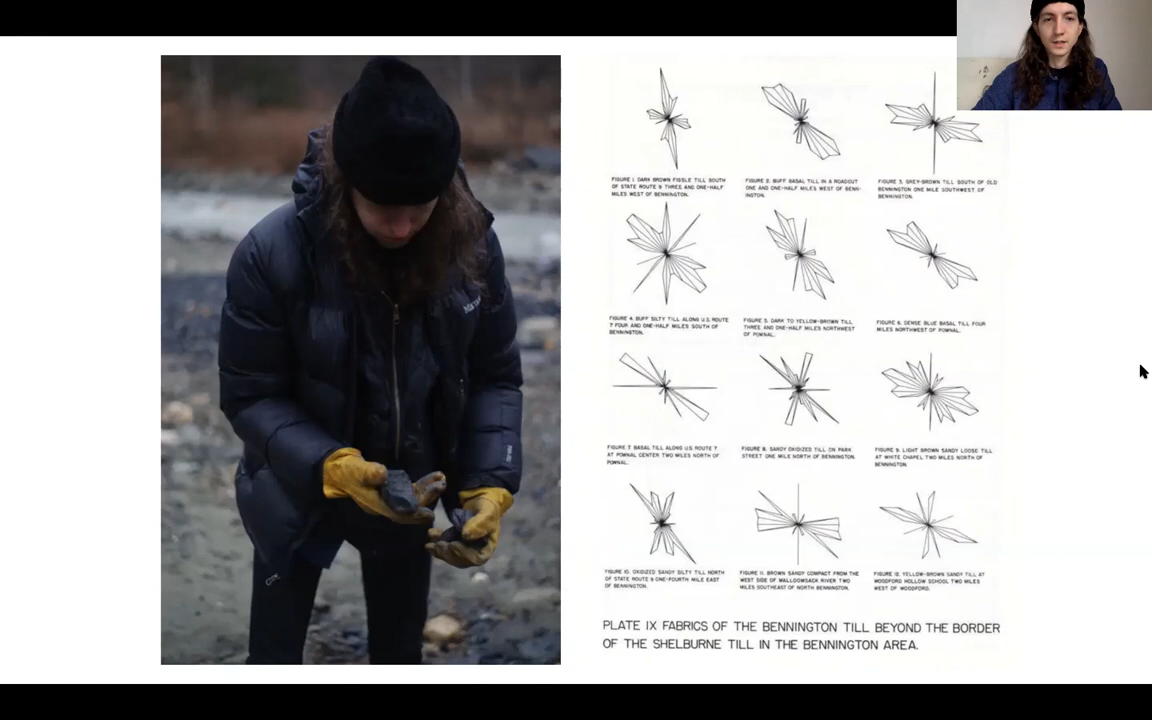 FIGURE 1. DARK BROWN FISSLE TILL SOUTH
OF STATE ROUTE 9 THREE AND ONE-HALF
MILES WEST OF BENNINGTON.
FIGURE 2. BUFF BASAL TILL IN A ROADCUT
ONE AND ONE-HALF MILES WEST OF BENN-
INGTON.
FIGURE 3. GREY-BROWN TILL SOUTH OF OLD
BENNINGTON ONE MILE SOUTHWEST OF
BENNINGTON.
FIGURE 4. BUFF SILTY TILL ALONG U.S. ROUTE
7 FOUR AND ONE-HALF MILES SOUTH OF
BENNINGTON.
FIGURE 5. DARK TO YELLOW-BROWN TILL
THREE AND ONE-HALF MILES NORTHWEST
OF POWNAL.
FIGURE 6. DENSE BLUE BASAL TILL FOUR
MILES NORTHWEST OF POWNAL.
FIGURE 7. BASAL TILL ALONG U.S. ROUTE 7
AT POWNAL CENTER TWO MILES NORTH OF
POWNAL.
FIGURE 8. SANDY OXIDIZED TILL ON PARK
STREET ONE MILE NORTH OF BENNINGTON.
FIGURE 9. LIGHT BROWN SANDY LOOSE TILL
AT WHITE CHAPEL TWO MILES NORTH OF
BENNINGTON.
FIGURE 10. OXIDIZED SANDY SILTY TILL NORTH
OF STATE ROUTE 9 ONE-FOURTH MILE EAST
OF BENNINGTON.
FIGURE 11. BROWN SANDY COMPACT FROM THE
WEST SIDE OF WALLOOMSACK RIVER TWO
MILES SOUTHEAST OF NORTH BENNINGTON.
FIGURE 12. YELLOW-BROWN SANDY TILL AT
WOODFORD HOLLOW SCHOOL TWO MILES
WEST OF WOODFORD.
PLATE IX FABRICS OF THE BENNINGTON TILL BEYOND THE BORDER
OF THE SHELBURNE TILL IN THE BENNINGTON AREA.